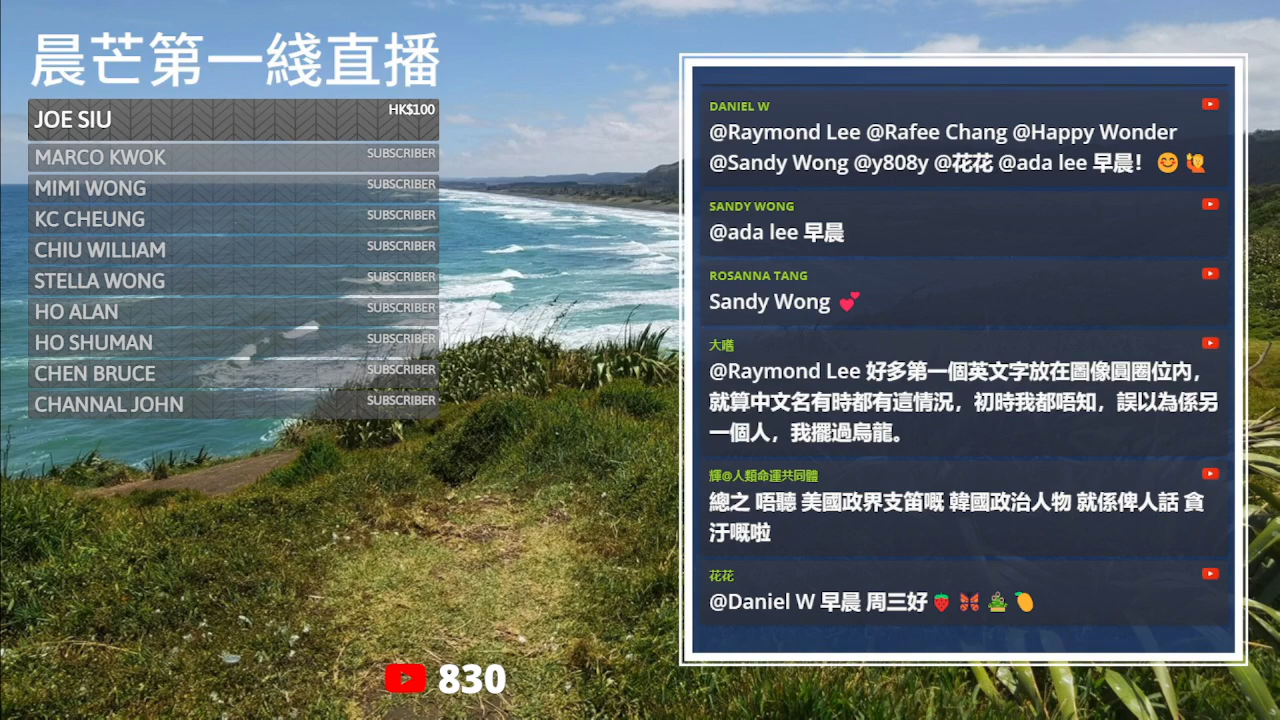 晨芒第一綫直播
JOE SIU HK$100
MARCO KWOK SUBSCRIBER
MIMI WONG SUBSCRIBER
KC CHEUNG SUBSCRIBER
CHIU WILLIAM SUBSCRIBER
STELLA WONG SUBSCRIBER
HO ALAN SUBSCRIBER
HO SHUMAN SUBSCRIBER
CHEN BRUCE SUBSCRIBER
CHANNAL JOHN SUBSCRIBER
DANIEL W
@Raymond Lee @Rafee Chang @Happy Wonder
@Sandy Wong @y808y @花花 @ada lee 早晨！😊 🙋
SANDY WONG
@ada lee 早晨
ROSANNA TANG
Sandy Wong 💕
大嚿
@Raymond Lee 好多第一個英文字放在圖像圓圈位內，
就算中文名有時都有這情況，初時我都唔知，誤以為係另
一個人，我擺過烏龍。
輝@人類命運共同體
總之 唔聽 美國政界支笛嘅 韓國政治人物 就係俾人話 貪
汙嘅啦
花花
@Daniel W 早晨 周三好 🍓 🦋 🎍 🥭
830